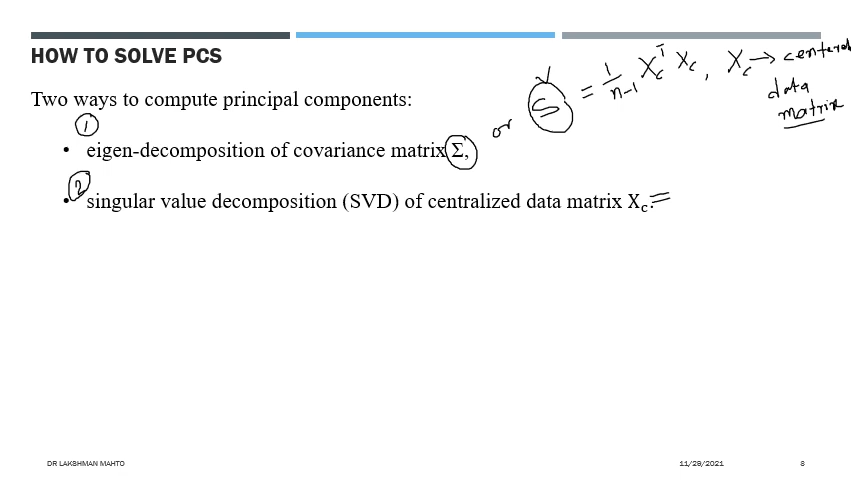 HOW TO SOLVE PCS
Two ways to compute principal components:
①
• eigen-decomposition of covariance matrix Σ,
or S = 1/n-1 Xcᵀ Xc, Xc → centered
data
matrix
②
• singular value decomposition (SVD) of centralized data matrix Xc.
DR LAKSHMAN MAHTO
11/29/2021
8